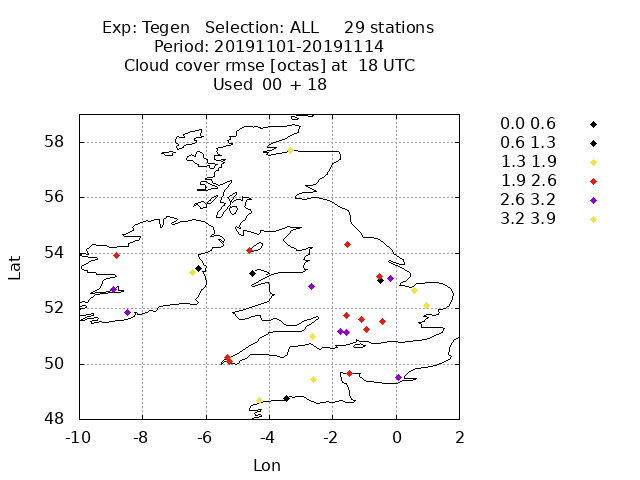 Exp: Tegen Selection: ALL 29 stations
Period: 20191101-20191114
Cloud cover rmse [octas] at 18 UTC
Used 00 + 18
0.0 0.6
0.6 1.3
1.3 1.9
1.9 2.6
2.6 3.2
3.2 3.9
58
56
54
52
50
48
Lat
-10 -8 -6 -4 -2 0 2
Lon